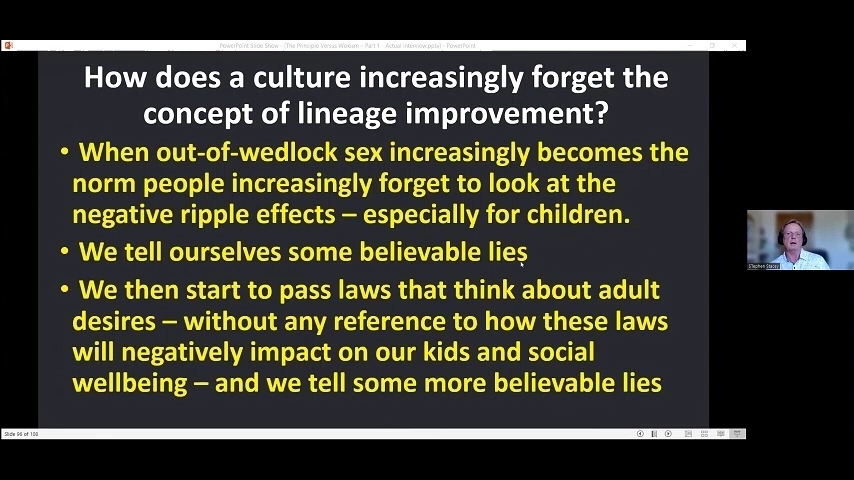 PowerPoint Slide Show - [The Principle Versus Wokism - Part 1 - Actual Interview.pptx] - PowerPoint
How does a culture increasingly forget the
concept of lineage improvement?
• When out-of-wedlock sex increasingly becomes the
norm people increasingly forget to look at the
negative ripple effects – especially for children.
• We tell ourselves some believable lies
• We then start to pass laws that think about adult
desires – without any reference to how these laws
will negatively impact on our kids and social
wellbeing – and we tell some more believable lies
Stephen Stacey
Slide 96 of 100